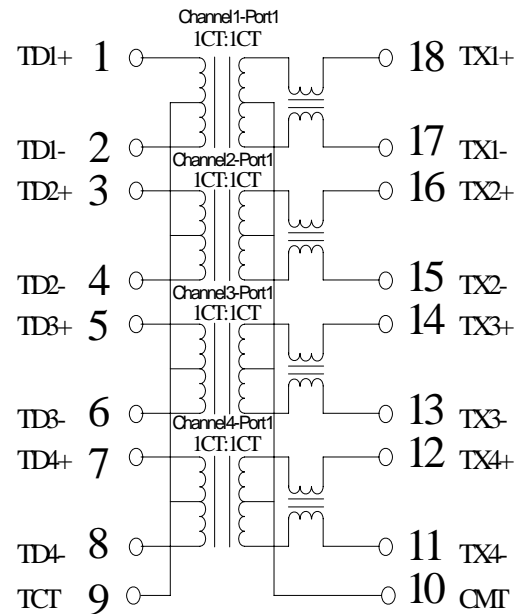 Channel1-Port1
1CT:1CT
TD1+ 1 18 TX1+
TD1- 2 17 TX1-
Channel2-Port1
1CT:1CT
TD2+ 3 16 TX2+
TD2- 4 15 TX2-
Channel3-Port1
1CT:1CT
TD3+ 5 14 TX3+
TD3- 6 13 TX3-
Channel4-Port1
1CT:1CT
TD4+ 7 12 TX4+
TD4- 8 11 TX4-
TCT 9 10 CMT